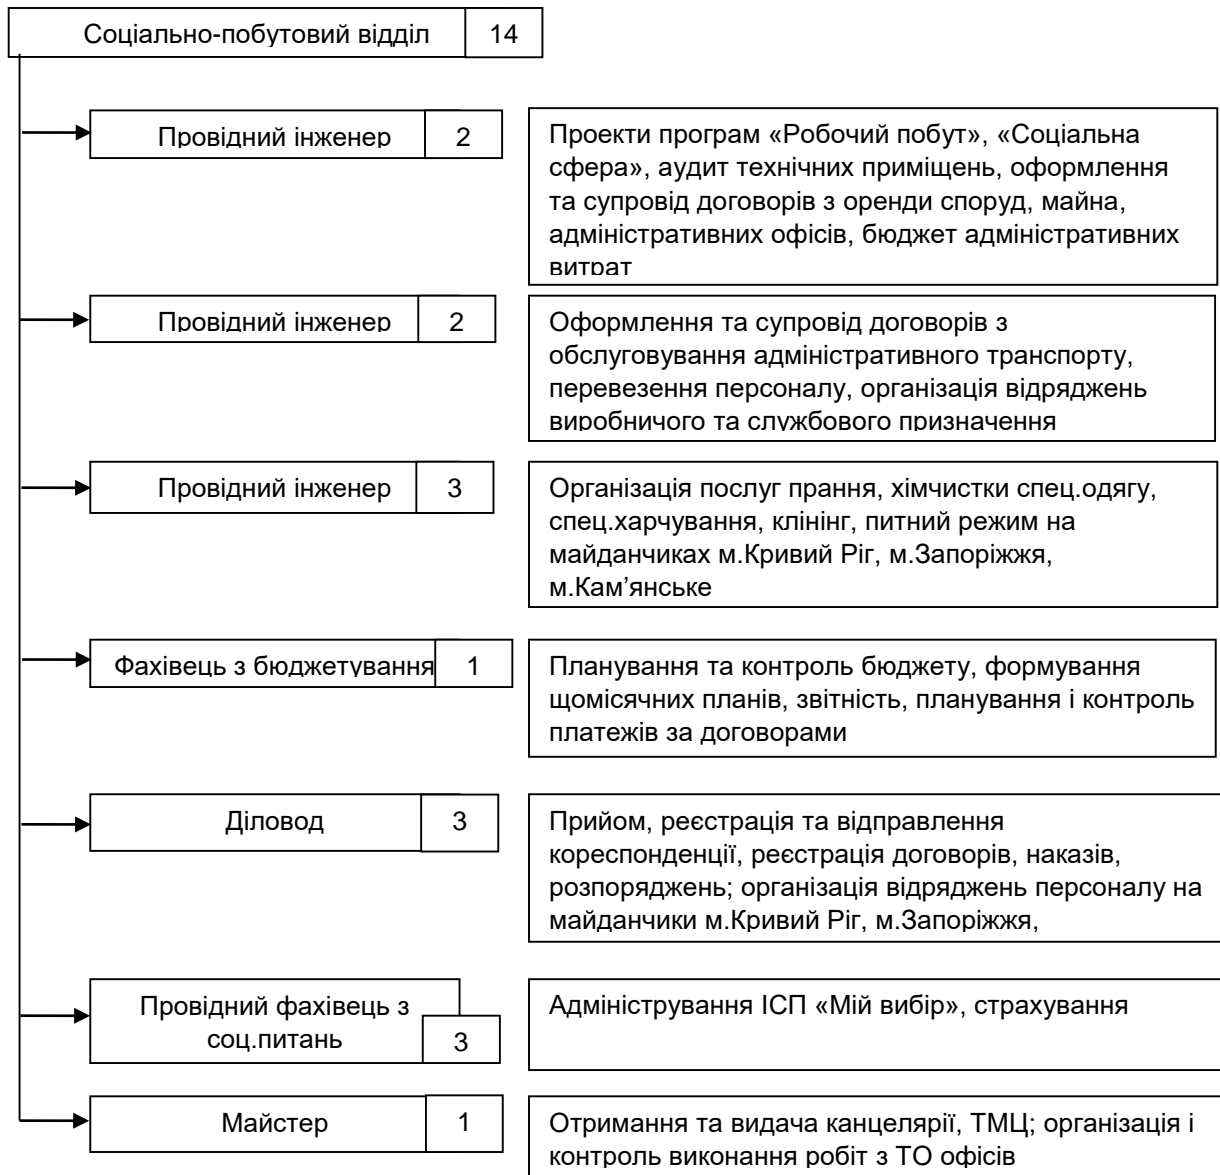 Соціально-побутовий відділ 14
Провідний інженер 2
Проекти програм «Робочий побут», «Соціальна
сфера», аудит технічних приміщень, оформлення
та супровід договорів з оренди споруд, майна,
адміністративних офісів, бюджет адміністративних
витрат
Провідний інженер 2
Оформлення та супровід договорів з
обслуговування адміністративного транспорту,
перевезення персоналу, організація відряджень
виробничого та службового призначення
Провідний інженер 3
Організація послуг прання, хімчистки спец.одягу,
спец.харчування, клінінг, питний режим на
майданчиках м.Кривий Ріг, м.Запоріжжя,
м.Кам’янське
Фахівець з бюджетування 1
Планування та контроль бюджету, формування
щомісячних планів, звітність, планування і контроль
платежів за договорами
Діловод 3
Прийом, реєстрація та відправлення
кореспонденції, реєстрація договорів, наказів,
розпоряджень; організація відряджень персоналу на
майданчики м.Кривий Ріг, м.Запоріжжя,
Провідний фахівець з
соц.питань 3
Адміністрування ІСП «Мій вибір», страхування
Майстер 1
Отримання та видача канцелярії, ТМЦ; організація і
контроль виконання робіт з ТО офісів